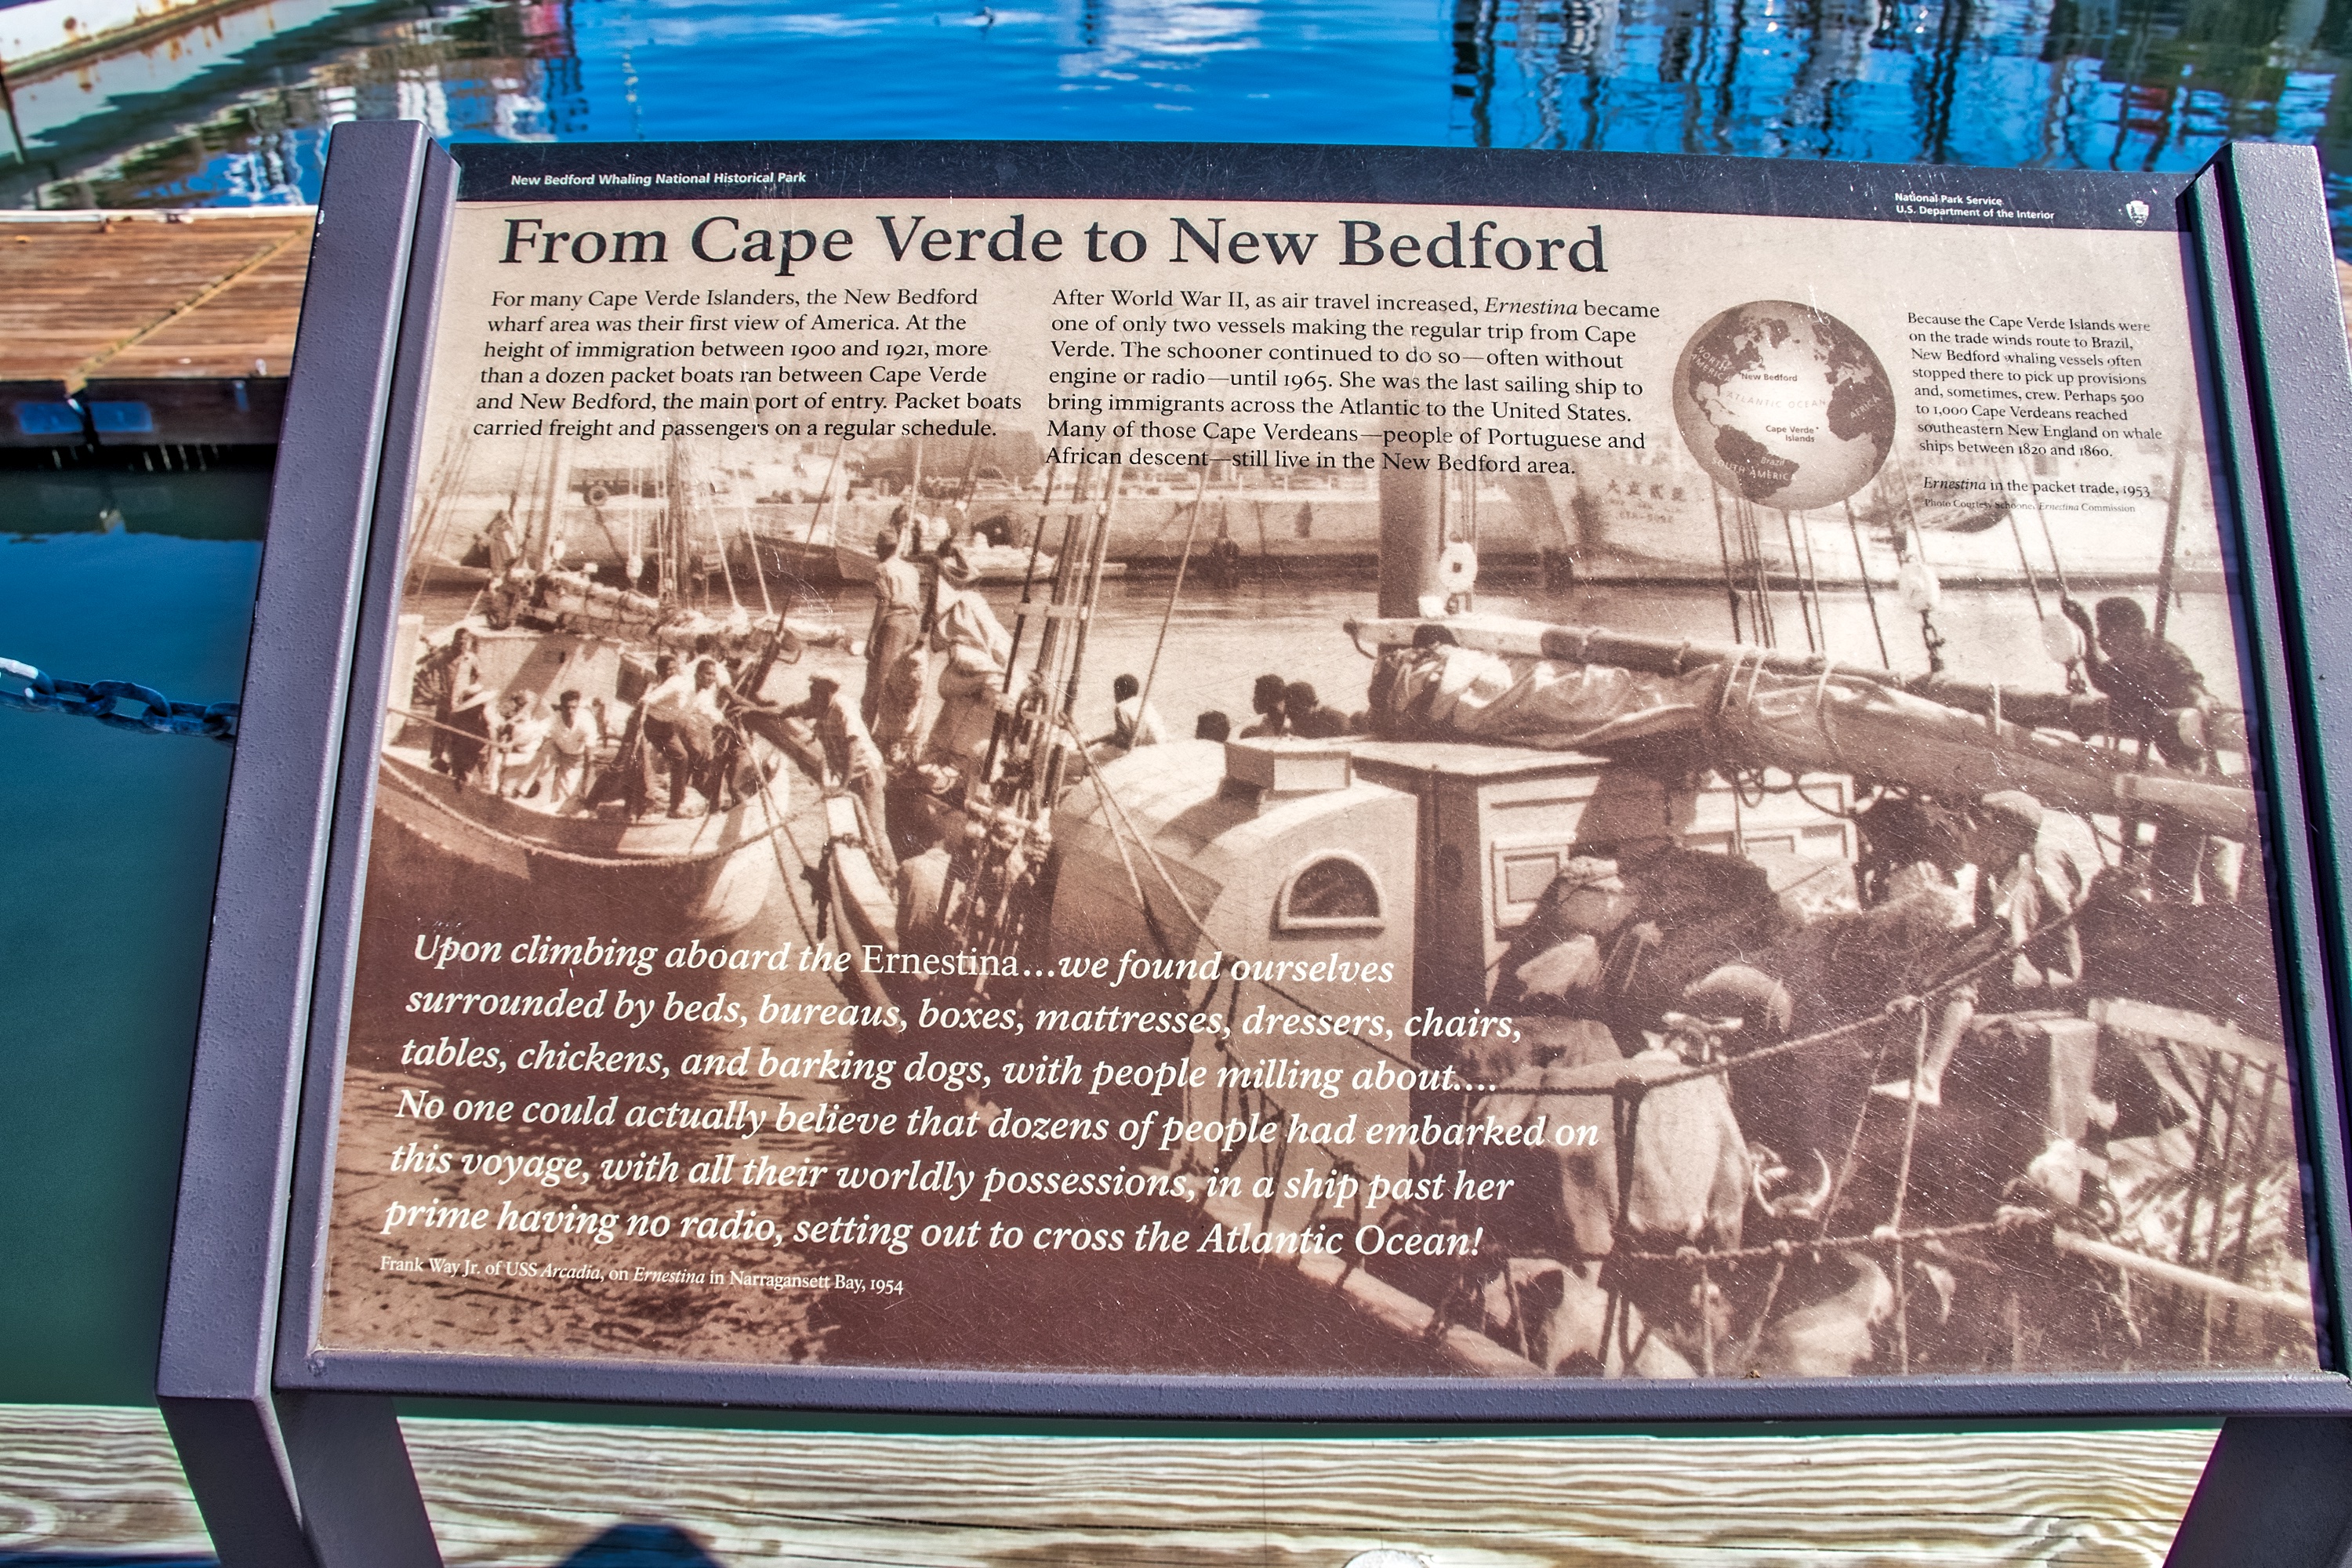 New Bedford Whaling National Historical Park
National Park Service
U.S. Department of the Interior
From Cape Verde to New Bedford
For many Cape Verde Islanders, the New Bedford
wharf area was their first view of America. At the
height of immigration between 1900 and 1921, more
than a dozen packet boats ran between Cape Verde
and New Bedford, the main port of entry. Packet boats
carried freight and passengers on a regular schedule.
After World War II, as air travel increased, Ernestina became
one of only two vessels making the regular trip from Cape
Verde. The schooner continued to do so—often without
engine or radio—until 1965. She was the last sailing ship to
bring immigrants across the Atlantic to the United States.
Many of those Cape Verdeans—people of Portuguese and
African descent—still live in the New Bedford area.
NORTH
AMERICA
New Bedford
ATLANTIC OCEAN
AFRICA
Cape Verde
Islands
Brazil
SOUTH AMERICA
Because the Cape Verde Islands were
on the trade winds route to Brazil,
New Bedford whaling vessels often
stopped there to pick up provisions
and, sometimes, crew. Perhaps 500
to 1,000 Cape Verdeans reached
southeastern New England on whale
ships between 1820 and 1860.
Ernestina in the packet trade, 1953
Photo Courtesy Schooner Ernestina Commission
Upon climbing aboard the Ernestina...we found ourselves
surrounded by beds, bureaus, boxes, mattresses, dressers, chairs,
tables, chickens, and barking dogs, with people milling about....
No one could actually believe that dozens of people had embarked on
this voyage, with all their worldly possessions, in a ship past her
prime having no radio, setting out to cross the Atlantic Ocean!
Frank Way Jr. of USS Arcadia, on Ernestina in Narragansett Bay, 1954